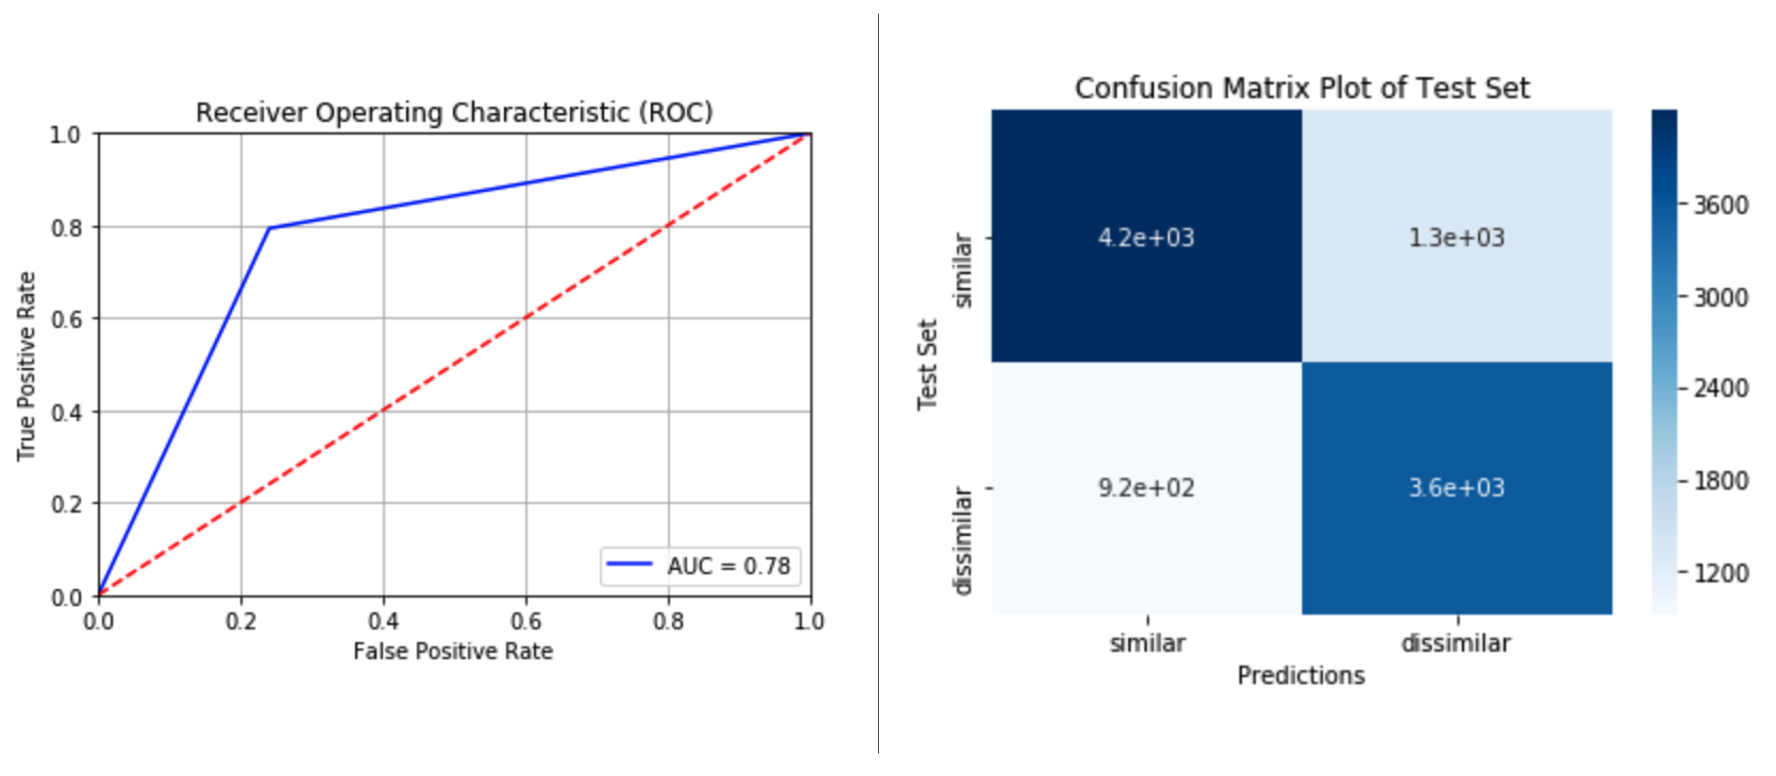 Receiver Operating Characteristic (ROC)
1.0
0.8
0.6
0.4
0.2
0.0
True Positive Rate
AUC = 0.78
0.0 0.2 0.4 0.6 0.8 1.0
False Positive Rate
Confusion Matrix Plot of Test Set
Test Set
similar
4.2e+03 1.3e+03
dissimilar
9.2e+02 3.6e+03
similar dissimilar
Predictions
3600
3000
2400
1800
1200